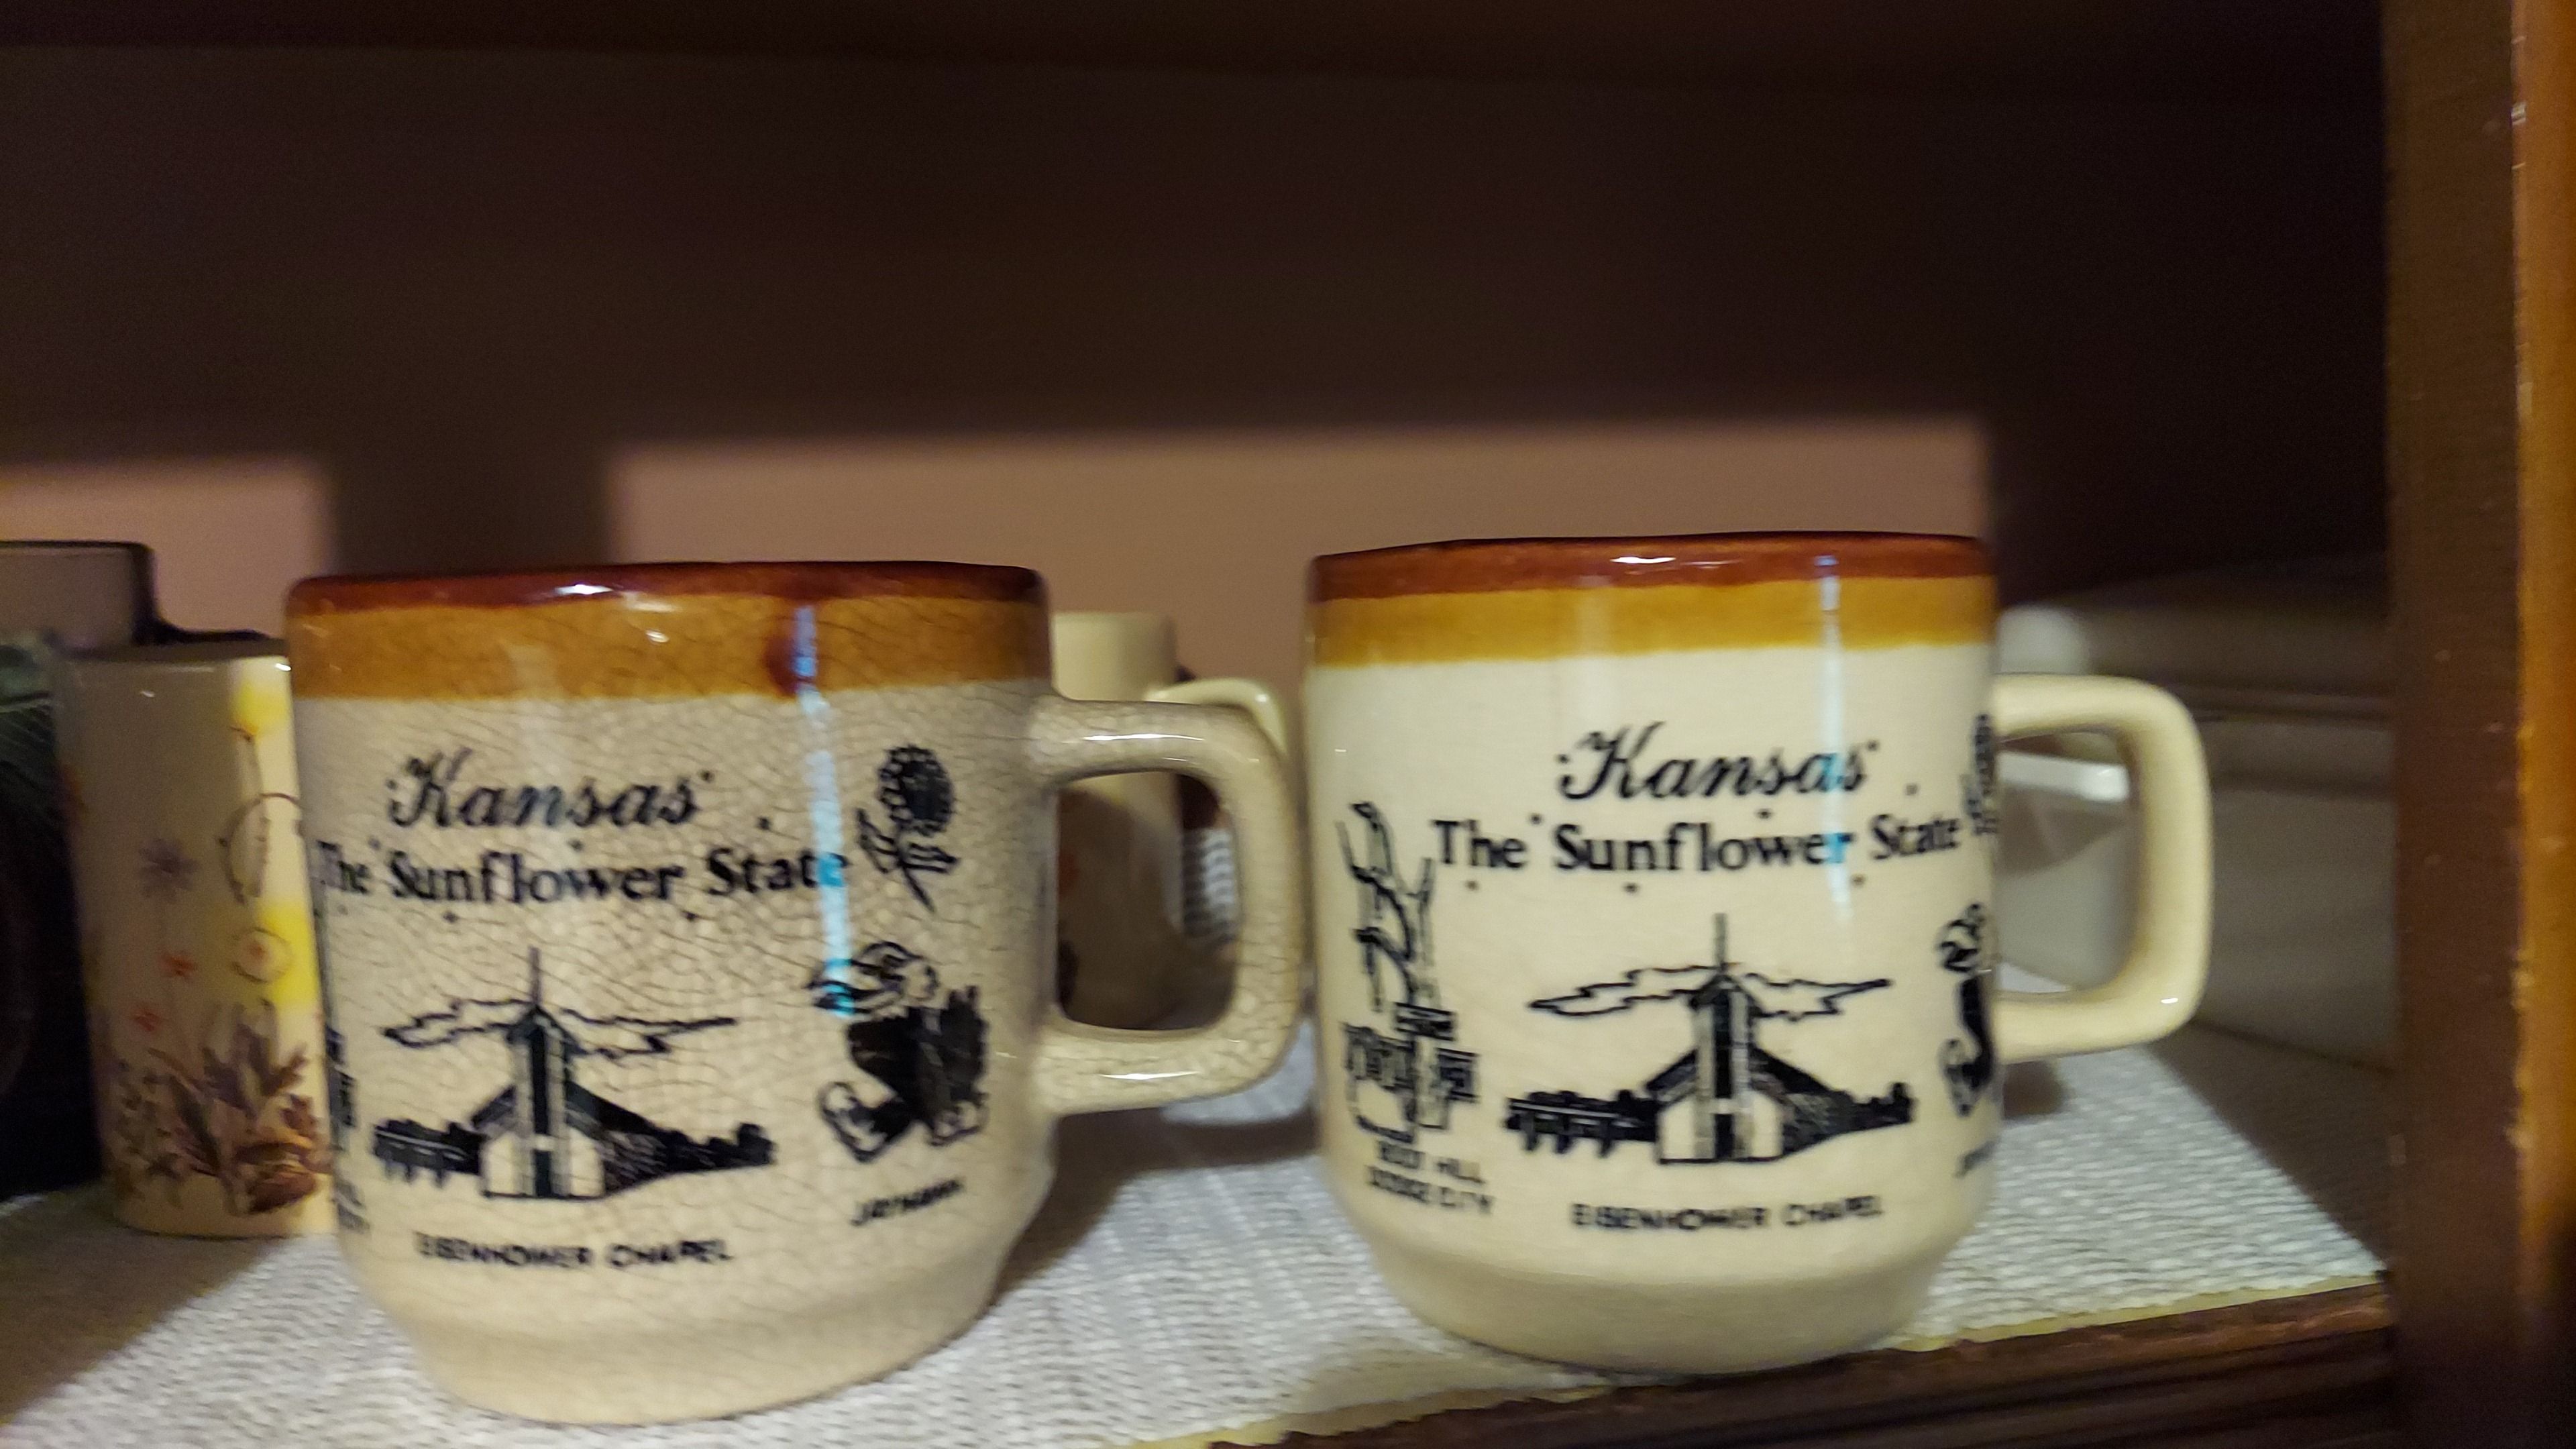 Kansas
The Sunflower State
EISENHOWER CHAPEL
JAYHAWK
Kansas
The Sunflower State
BOOT HILL
DODGE CITY
EISENHOWER CHAPEL